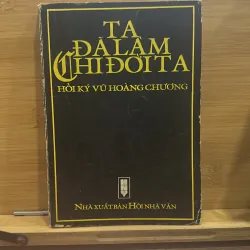 TA
ĐÃ LÀM
CHI ĐỜI TA
HỒI KÝ VŨ HOÀNG CHƯƠNG
NHÀ XUẤT BẢN HỘI NHÀ VĂN